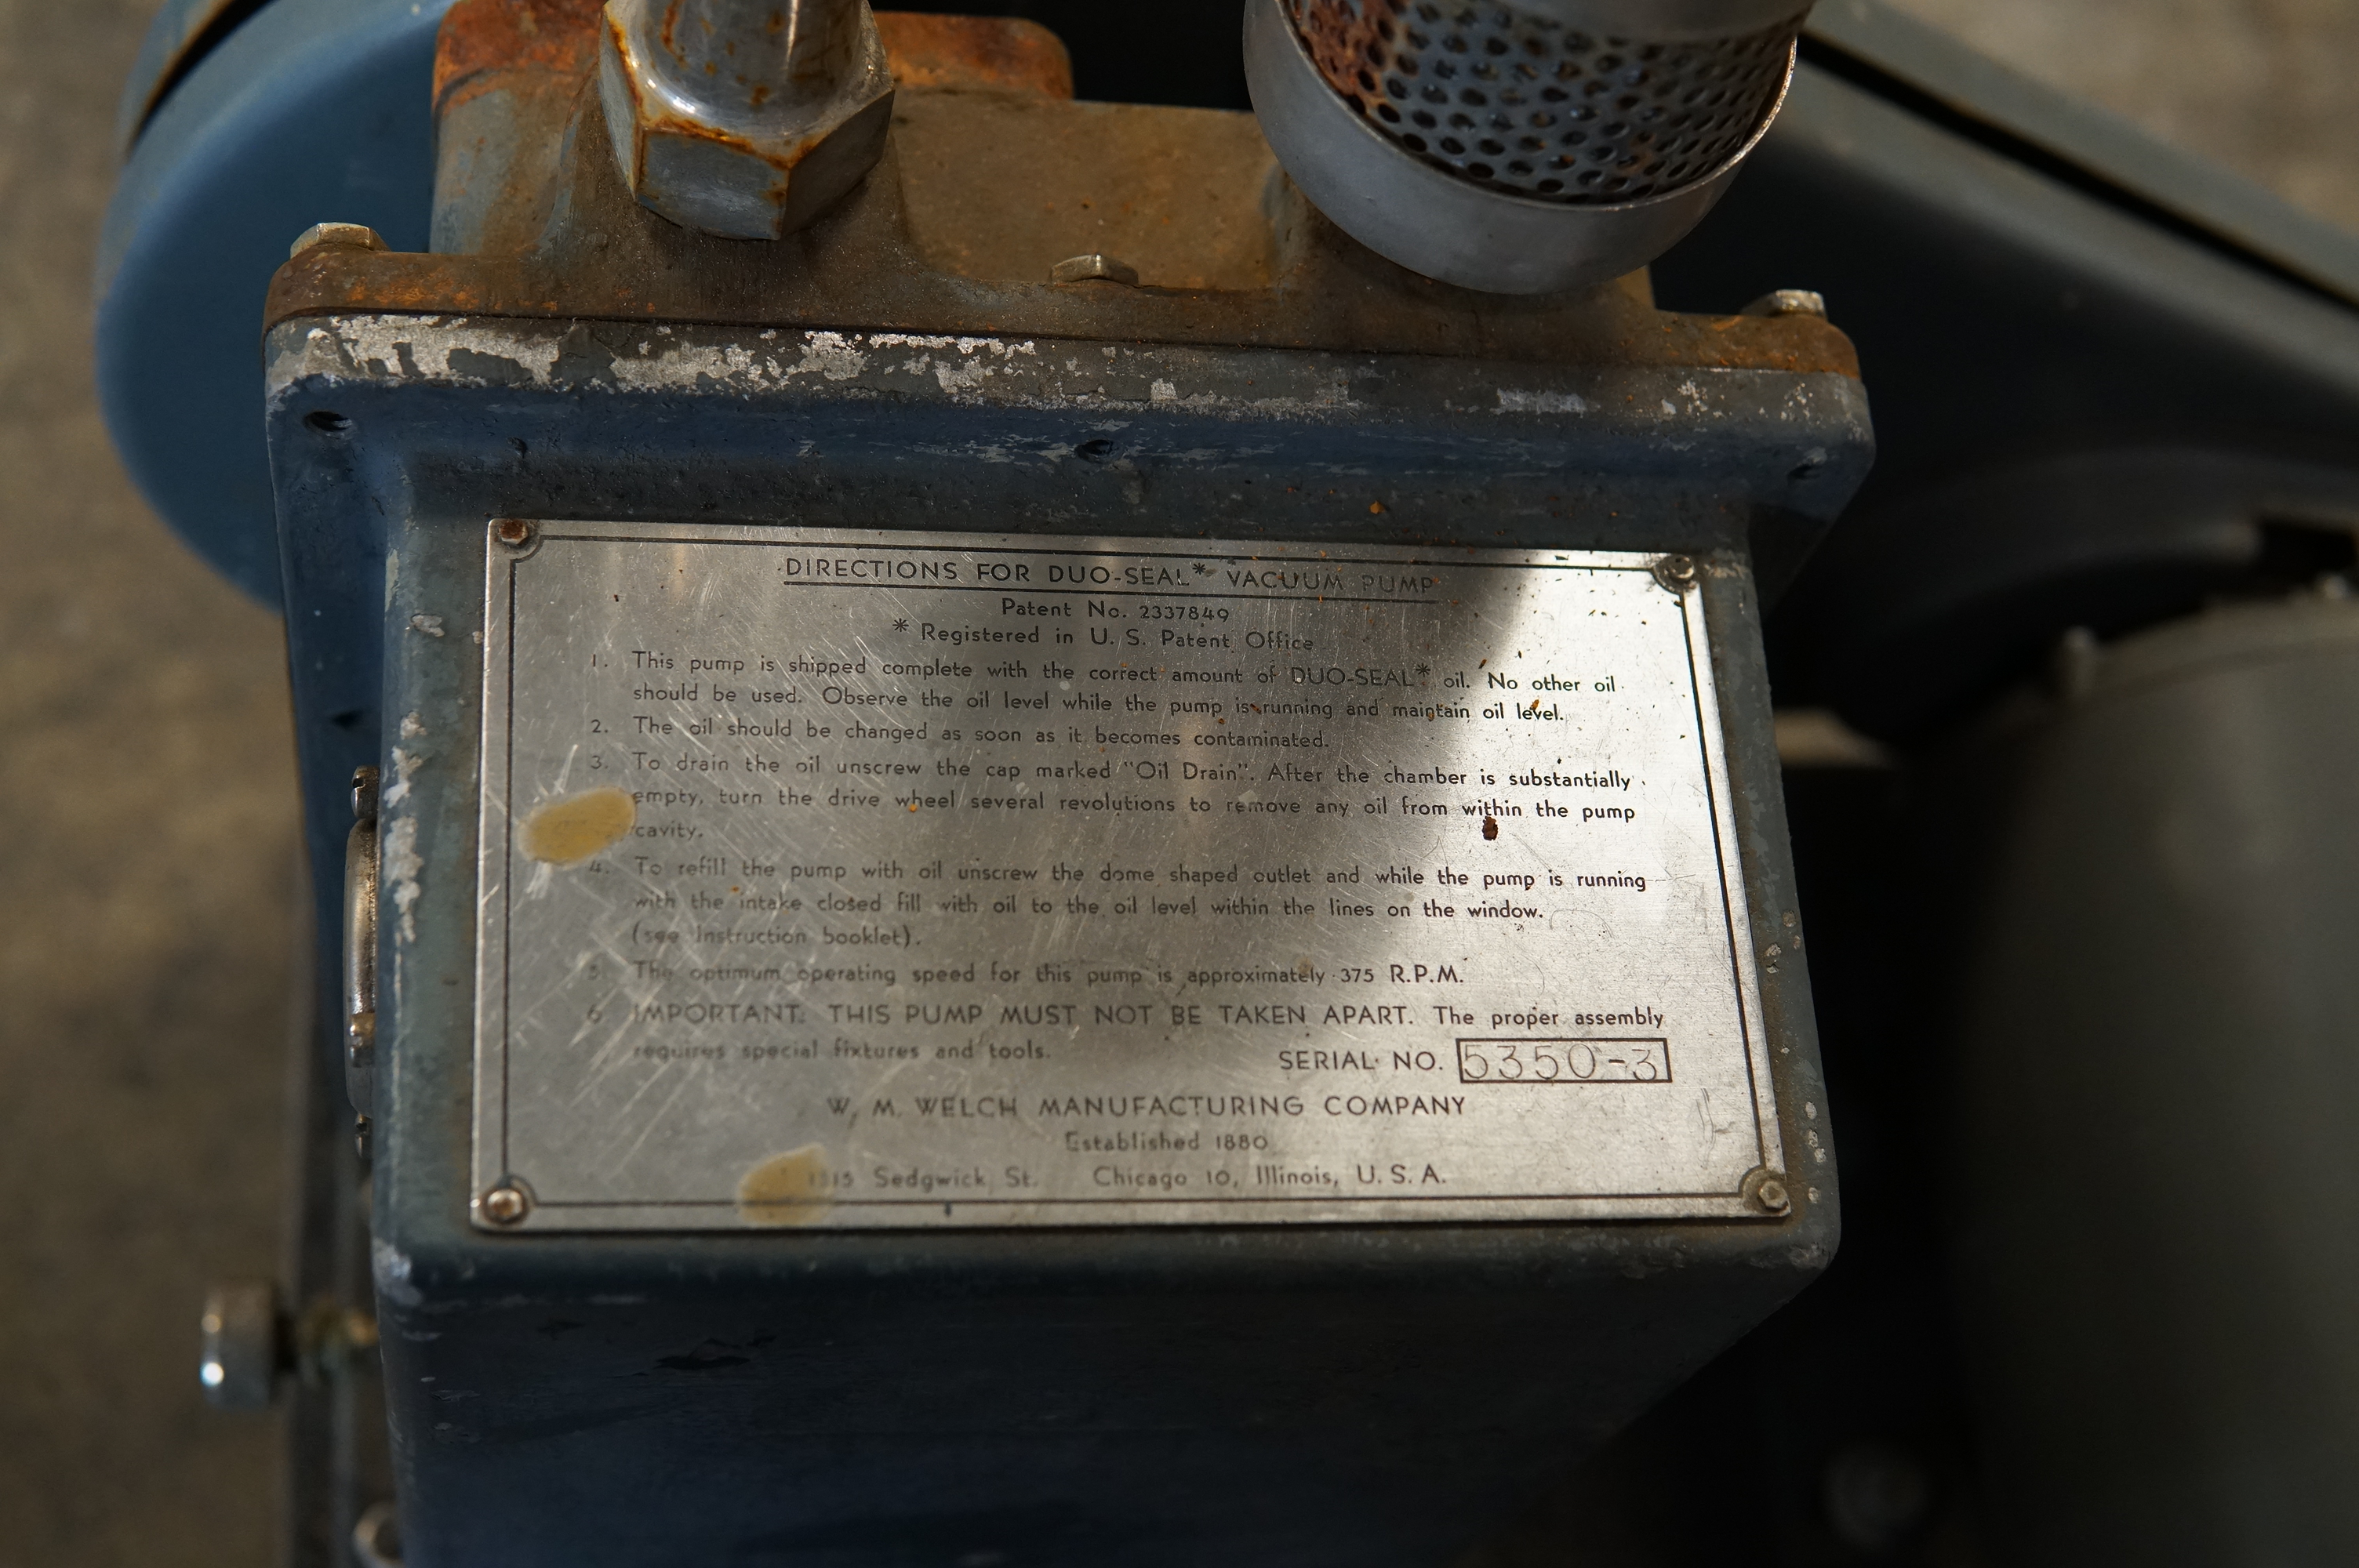 DIRECTIONS FOR DUO-SEAL* VACUUM PUMP
Patent No. 2337849
* Registered in U. S. Patent Office
1. This pump is shipped complete with the correct amount of DUO-SEAL* oil. No other oil
should be used. Observe the oil level while the pump is running and maintain oil level.
2. The oil should be changed as soon as it becomes contaminated.
3. To drain the oil unscrew the cap marked "Oil Drain". After the chamber is substantially
empty, turn the drive wheel several revolutions to remove any oil from within the pump
cavity.
4. To refill the pump with oil unscrew the dome shaped outlet and while the pump is running
with the intake closed fill with oil to the oil level within the lines on the window.
(see Instruction booklet).
5. The optimum operating speed for this pump is approximately 375 R.P.M.
6. IMPORTANT: THIS PUMP MUST NOT BE TAKEN APART. The proper assembly
requires special fixtures and tools.
SERIAL NO. 5350-3
W. M. WELCH MANUFACTURING COMPANY
Established 1880
1515 Sedgwick St. Chicago 10, Illinois, U. S. A.